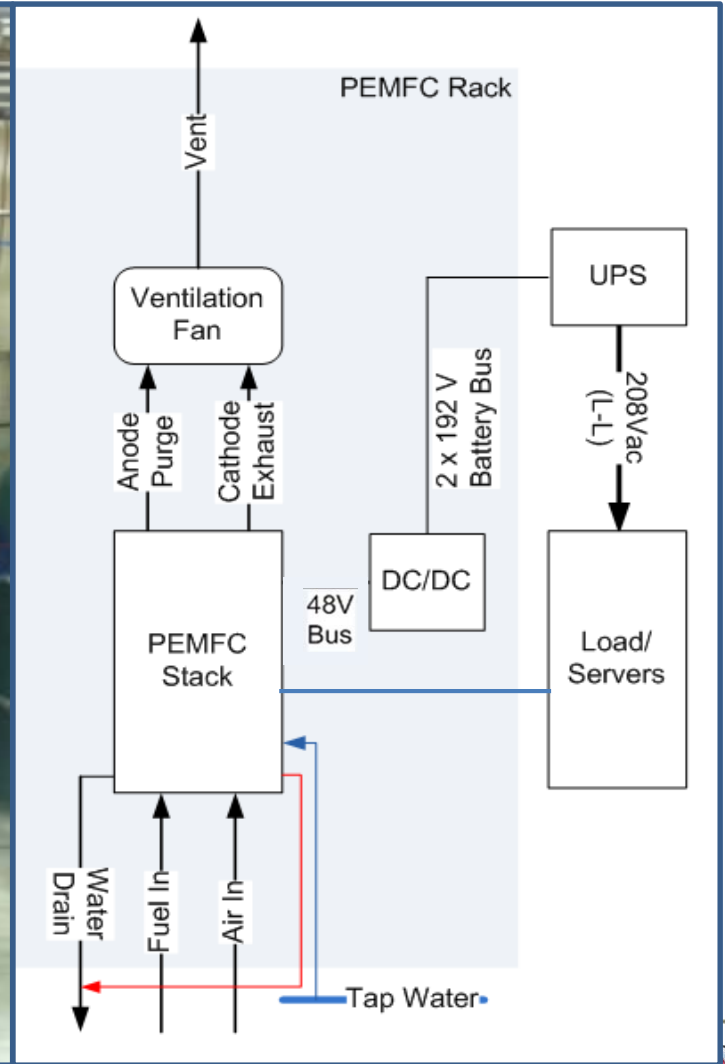 PEMFC Rack
Vent
Ventilation
Fan
UPS
Anode
Purge
Cathode
Exhaust
2 x 192 V
Battery Bus
208Vac
(L-L)
PEMFC
Stack
48V
Bus
DC/DC
Load/
Servers
Water
Drain
Fuel In
Air In
Tap Water